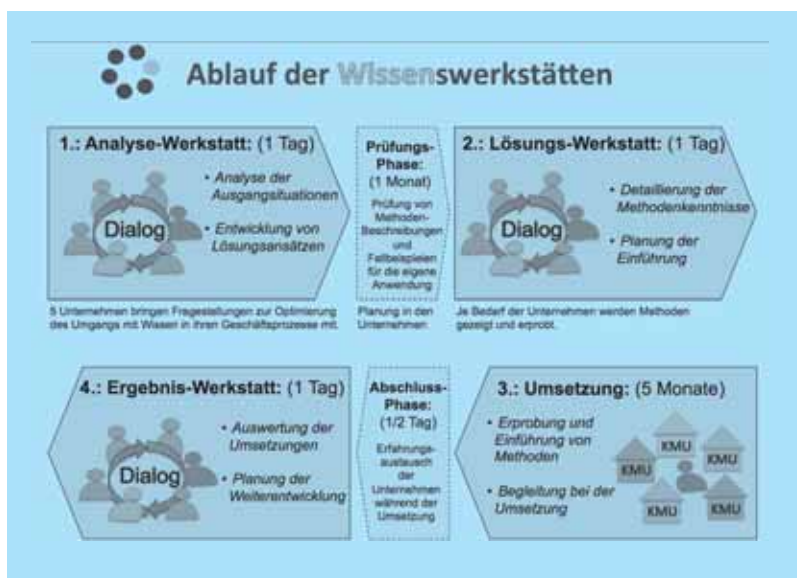 Ablauf der Wissenswerkstätten
1.: Analyse-Werkstatt: (1 Tag)
Dialog
• Analyse der
Ausgangsituationen
• Entwicklung von
Lösungsansätzen
5 Unternehmen bringen Fragestellungen zur Optimierung
des Umgangs mit Wissen in ihren Geschäftsprozesse mit.
Prüfungs-
Phase:
(1 Monat)
Prüfung von
Methoden-
Beschreibungen
und
Fallbeispielen
für die eigene
Anwendung
Planung in den
Unternehmen
2.: Lösungs-Werkstatt: (1 Tag)
Dialog
• Detaillierung der
Methodenkenntnisse
• Planung der
Einführung
Je Bedarf der Unternehmen werden Methoden
gezeigt und erprobt.
3.: Umsetzung: (5 Monate)
• Erprobung und
Einführung von
Methoden
• Begleitung bei der
Umsetzung
KMU
KMU
KMU
KMU
KMU
Abschluss-
Phase:
(1/2 Tag)
Erfahrungs-
austausch
der
Unternehmen
während der
Umsetzung
4.: Ergebnis-Werkstatt: (1 Tag)
Dialog
• Auswertung der
Umsetzungen
• Planung der
Weiterentwicklung